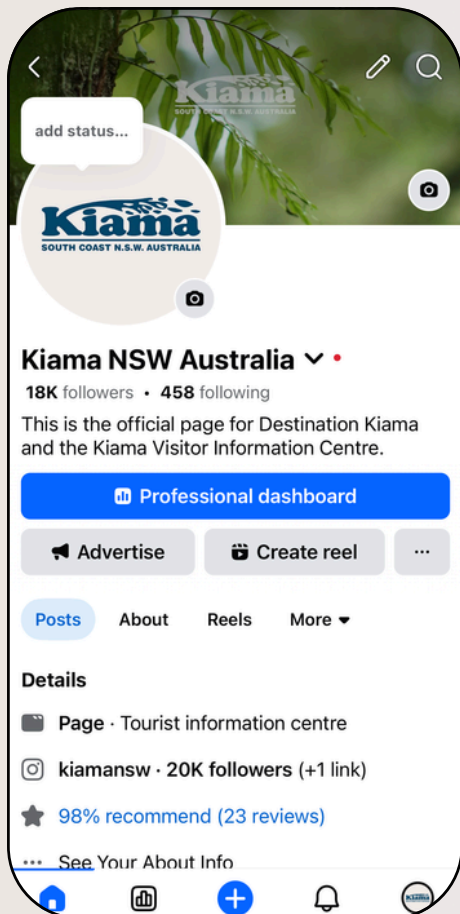 Kiama
SOUTH COAST N.S.W. AUSTRALIA
add status...
Kiama
SOUTH COAST N.S.W. AUSTRALIA
Kiama NSW Australia
18K followers • 458 following
This is the official page for Destination Kiama
and the Kiama Visitor Information Centre.
Professional dashboard
Advertise
Create reel
...
Posts
About
Reels
More
Details
Page · Tourist information centre
kiamansw · 20K followers (+1 link)
98% recommend (23 reviews)
... See Your About Info
Kiama